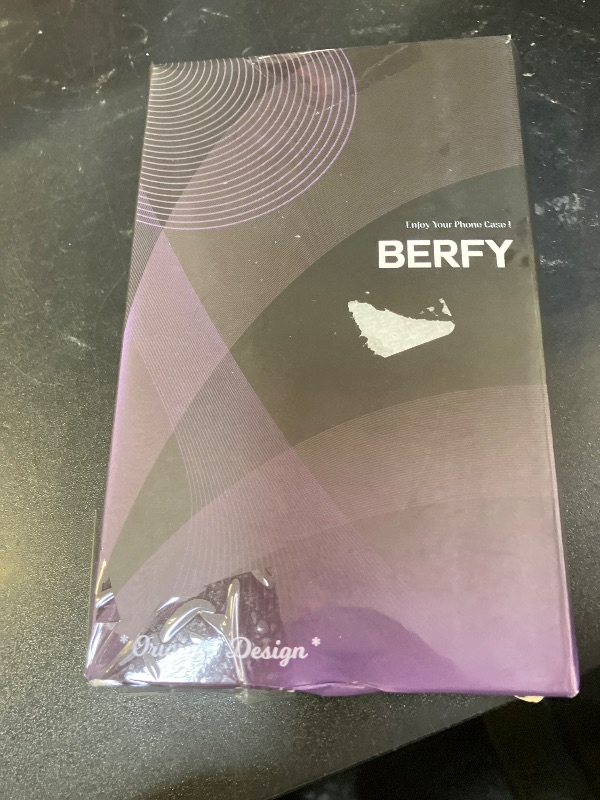 Enjoy Your Phone Case !
BERFY
* Design *